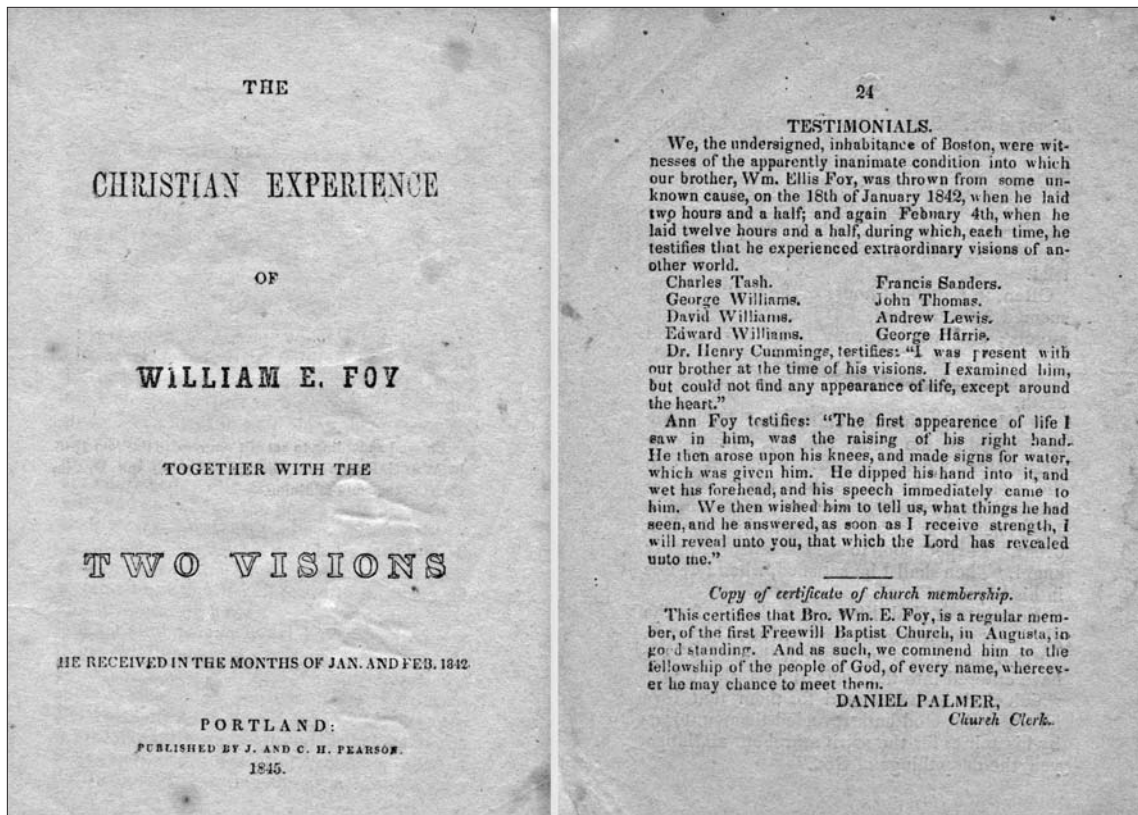 THE
CHRISTIAN EXPERIENCE
OF
WILLIAM E. FOY
TOGETHER WITH THE
TWO VISIONS
HE RECEIVED IN THE MONTHS OF JAN. AND FEB. 1842.
PORTLAND:
PUBLISHED BY J. AND C. H. PEARSON.
1845.
24
TESTIMONIALS.
We, the undersigned, inhabitance of Boston, were wit-
nesses of the apparently inanimate condition into which
our brother, Wm. Ellis Foy, was thrown from some un-
known cause, on the 18th of January 1842, when he laid
two hours and a half; and again Febuary 4th, when he
laid twelve hours and a half, during which, each time, he
testifies that he experienced extraordinary visions of an-
other world.
Charles Tash. Francis Sanders.
George Williams. John Thomas.
David Williams. Andrew Lewis.
Edward Williams. George Harris.
Dr. Henry Cummings, testifies: "I was present with
our brother at the time of his visions. I examined him,
but could not find any appearance of life, except around
the heart."
Ann Foy testifies: "The first appearence of life I
saw in him, was the raising of his right hand.
He then arose upon his knees, and made signs for water,
which was given him. He dipped his hand into it, and
wet his forehead, and his speech immediately came to
him. We then wished him to tell us, what things he had
seen, and he answered, as soon as I receive strength, i
will reveal unto you, that which the Lord has revealed
unto me."
Copy of certificate of church membership.
This certifies that Bro. Wm. E. Foy, is a regular mem-
ber, of the first Freewill Baptist Church, in Augusta, in
good standing. And as such, we commend him to the
fellowship of the people of God, of every name, whereev-
er he may chance to meet them.
DANIEL PALMER,
Church Clerk.